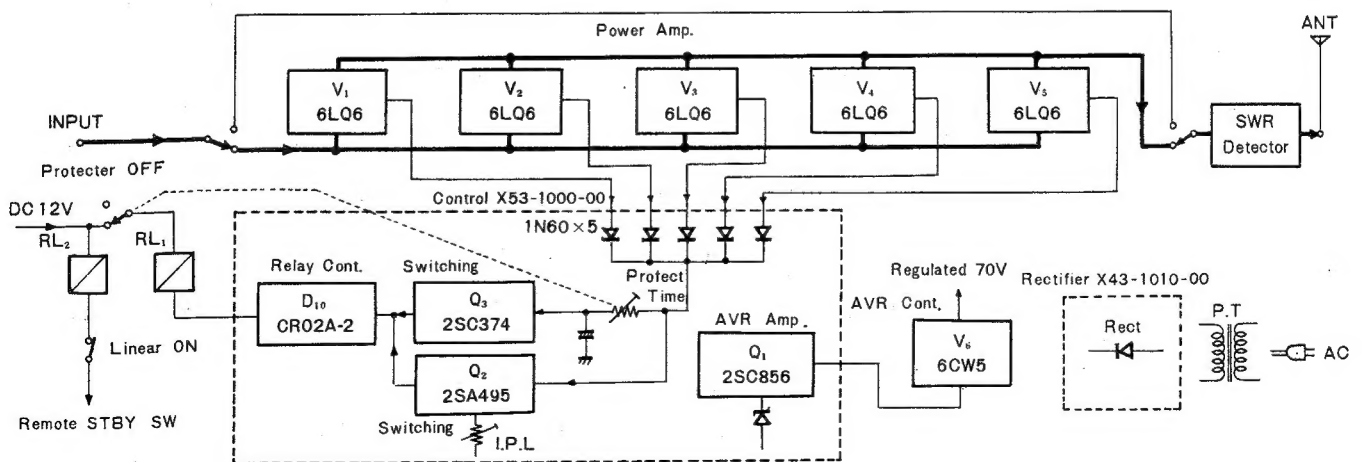 ANT
Power Amp.
V₁
6LQ6
V₂
6LQ6
V₃
6LQ6
V₄
6LQ6
V₅
6LQ6
INPUT
SWR
Detector
Protecter OFF
Control X53-1000-00
DC 12V
RL₂
RL₁
1N60×5
Relay Cont.
Switching
Protect
Time
Regulated 70V
Rectifier X43-1010-00
AVR Cont.
D₁₀
CR02A-2
Q₃
2SC374
AVR Amp.
Rect
P.T
Q₁
2SC856
V₆
6CW5
AC
Linear ON
Q₂
2SA495
Remote STBY SW
Switching
I.P.L